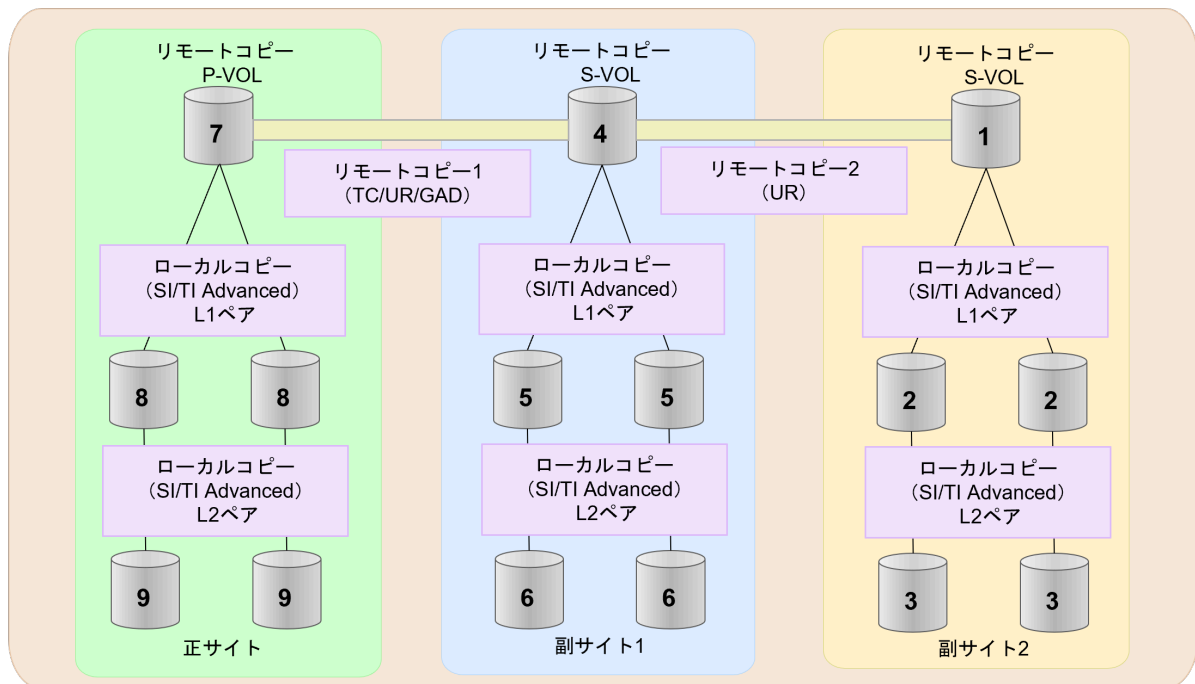 リモートコピー
P-VOL
7
リモートコピー
S-VOL
4
リモートコピー
S-VOL
1
リモートコピー1
（TC/UR/GAD）
リモートコピー2
（UR）
ローカルコピー
（SI/TI Advanced）
L1ペア
ローカルコピー
（SI/TI Advanced）
L1ペア
ローカルコピー
（SI/TI Advanced）
L1ペア
8
8
5
5
2
2
ローカルコピー
（SI/TI Advanced）
L2ペア
ローカルコピー
（SI/TI Advanced）
L2ペア
ローカルコピー
（SI/TI Advanced）
L2ペア
9
9
6
6
3
3
正サイト
副サイト1
副サイト2